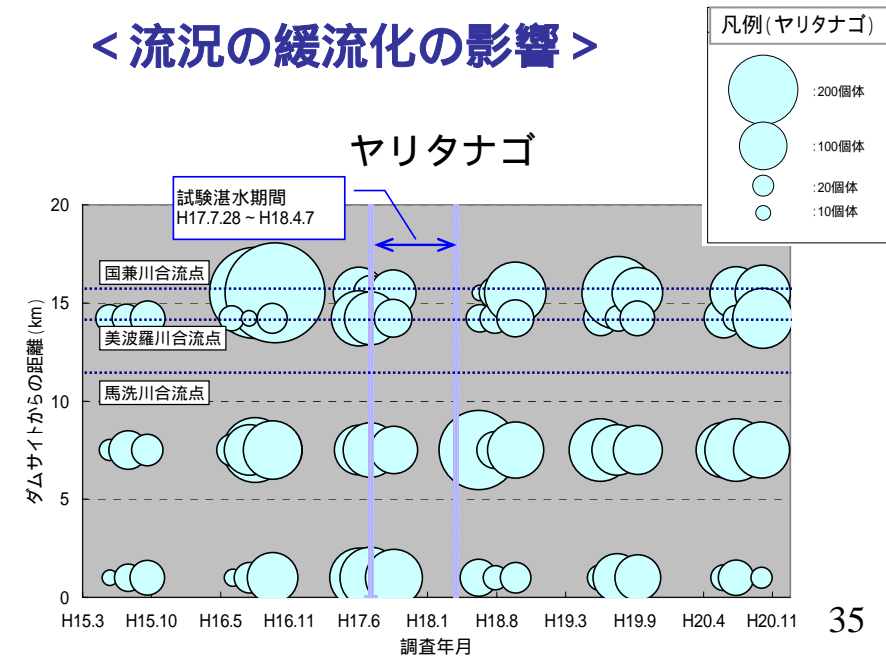 <流況の緩流化の影響>
凡例(ヤリタナゴ)
:200個体
:100個体
:20個体
:10個体
ヤリタナゴ
試験湛水期間
H17.7.28~H18.4.7
国兼川合流点
美波羅川合流点
馬洗川合流点
ダムサイトからの距離(km)
20
15
10
5
0
H15.3 H15.10 H16.5 H16.11 H17.6 H18.1 H18.8 H19.3 H19.9 H20.4 H20.11
調査年月
35